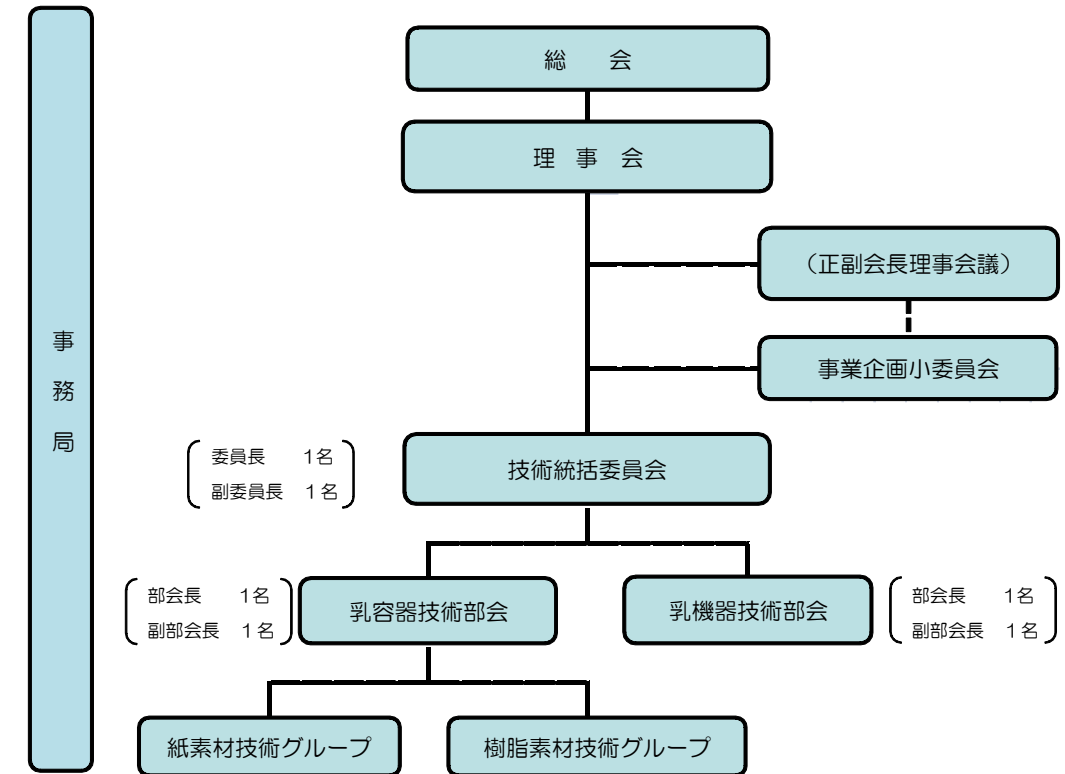 総　会
理　事　会
（正副会長理事会議）
事業企画小委員会
事
務
局
委員長　１名
副委員長　１名
技術統括委員会
部会長　１名
副部会長　１名
乳容器技術部会
乳機器技術部会
部会長　１名
副部会長　１名
紙素材技術グループ
樹脂素材技術グループ